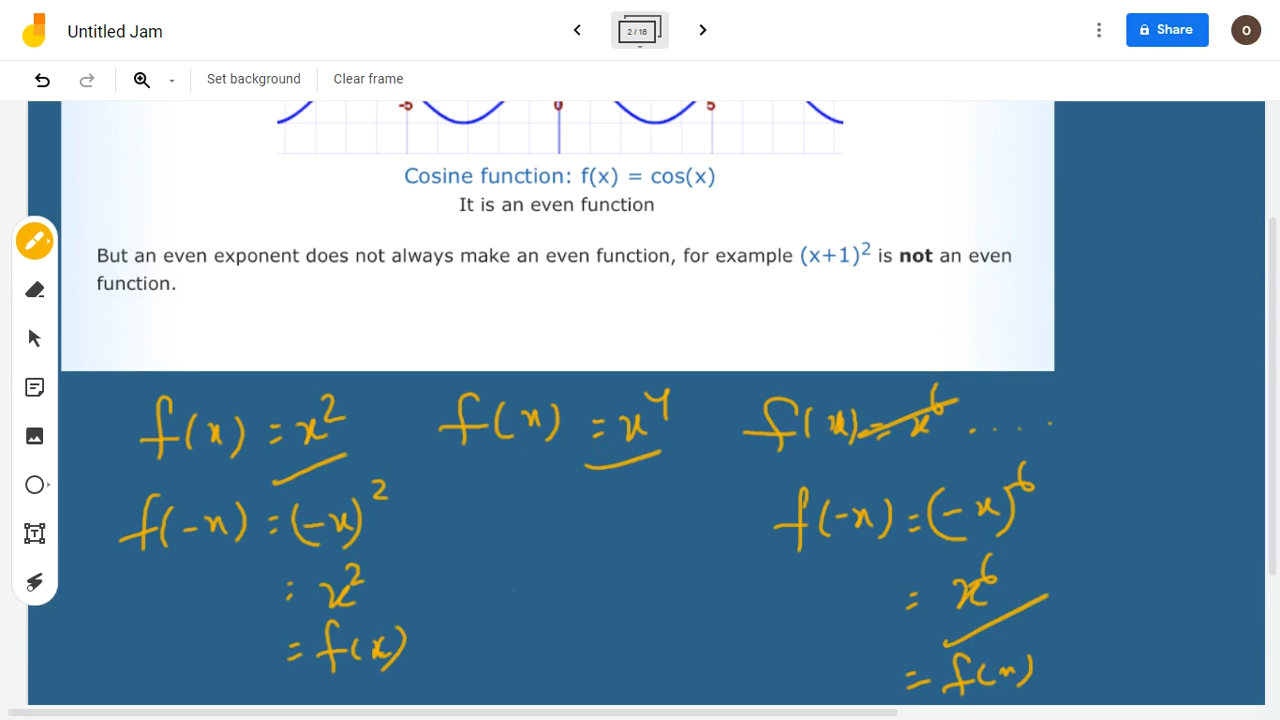 Untitled Jam
2 / 18
Share
O
Set background
Clear frame
-5 0 5
Cosine function: f(x) = cos(x)
It is an even function
But an even exponent does not always make an even function, for example (x+1)² is not an even
function.
f(x) = x² f(x) = x⁴ f(x) = x⁶ .....
f(-x) = (-x)² f(-x) = (-x)⁶
= x² = x⁶
= f(x) = f(x)